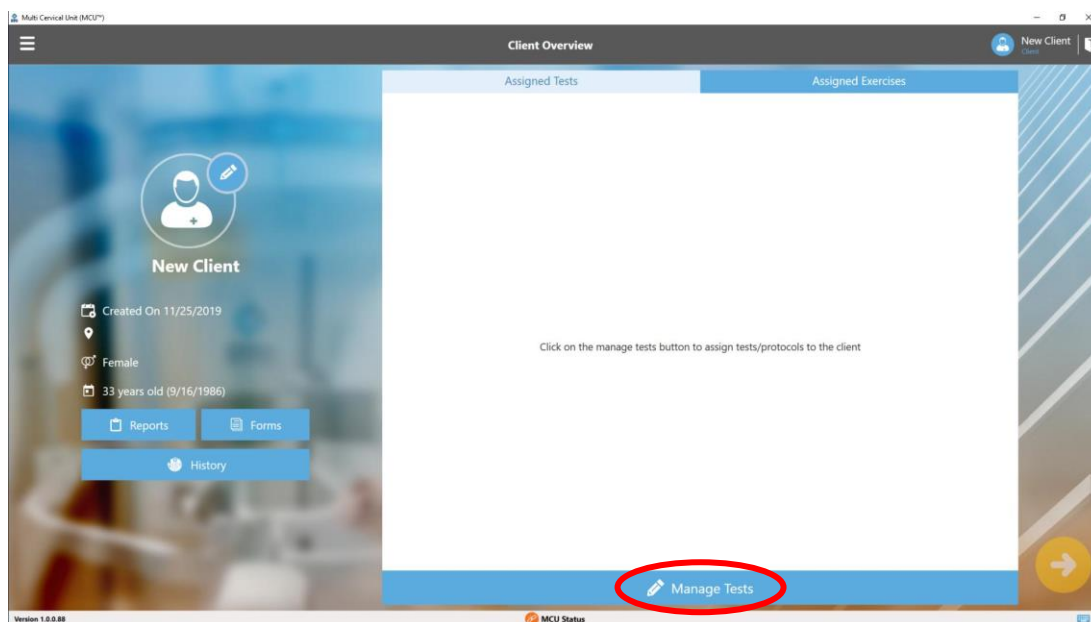 Multi Cervical Unit (MCU™)
Client Overview
New Client
Client
Assigned Tests
Assigned Exercises
New Client
Created On 11/25/2019
Female
33 years old (9/16/1986)
Reports
Forms
History
Click on the manage tests button to assign tests/protocols to the client
Manage Tests
Version 1.0.0.88
MCU Status